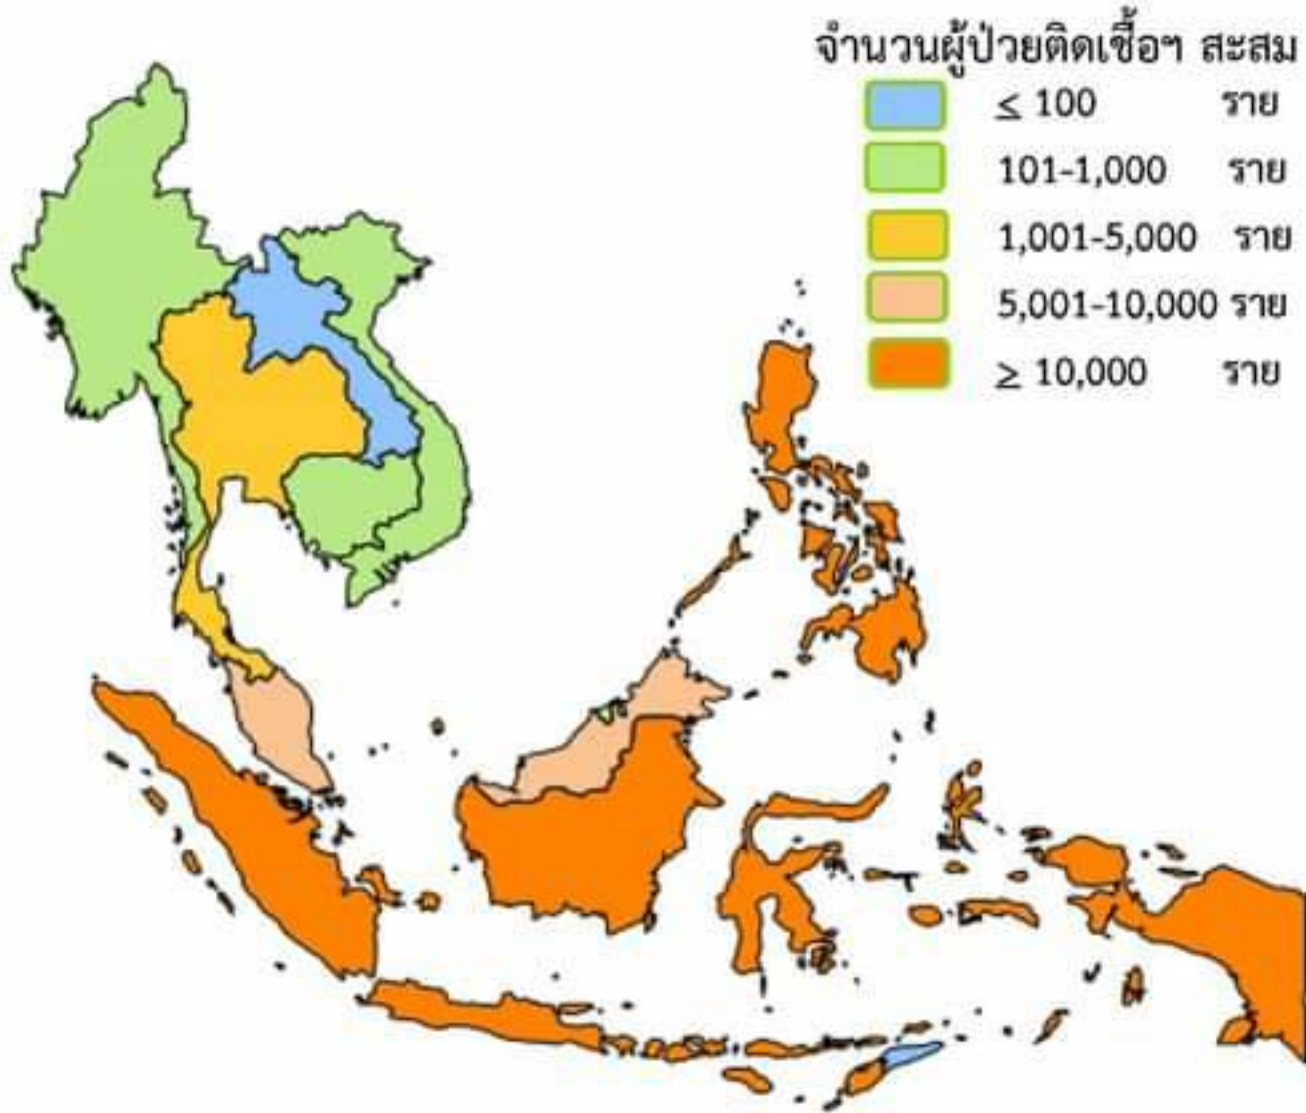 จำนวนผู้ป่วยติดเชื้อฯ สะสม
≤ 100 ราย
101-1,000 ราย
1,001-5,000 ราย
5,001-10,000 ราย
≥ 10,000 ราย